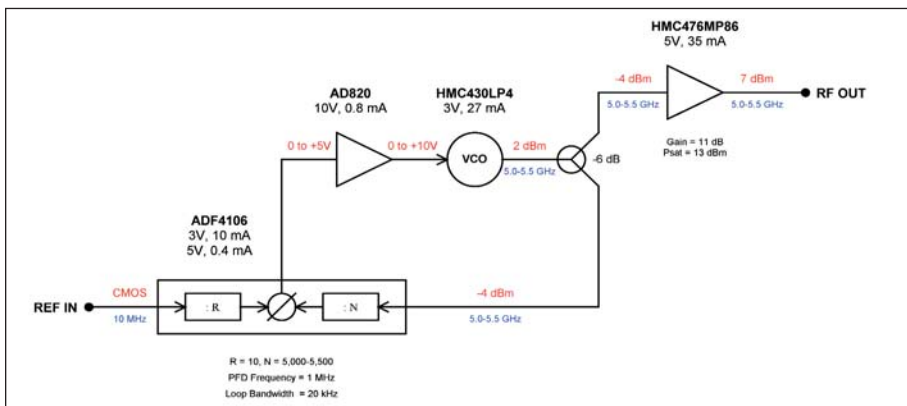 HMC476MP86
5V, 35 mA
-4 dBm
7 dBm
5.0-5.5 GHz
5.0-5.5 GHz
RF OUT
Gain = 11 dB
Psat = 13 dBm
AD820
10V, 0.8 mA
HMC430LP4
3V, 27 mA
0 to +5V
0 to +10V
VCO
2 dBm
5.0-5.5 GHz
-6 dB
ADF4106
3V, 10 mA
5V, 0.4 mA
REF IN
CMOS
10 MHz
: R
: N
-4 dBm
5.0-5.5 GHz
R = 10, N = 5,000-5,500
PFD Frequency = 1 MHz
Loop Bandwidth = 20 kHz